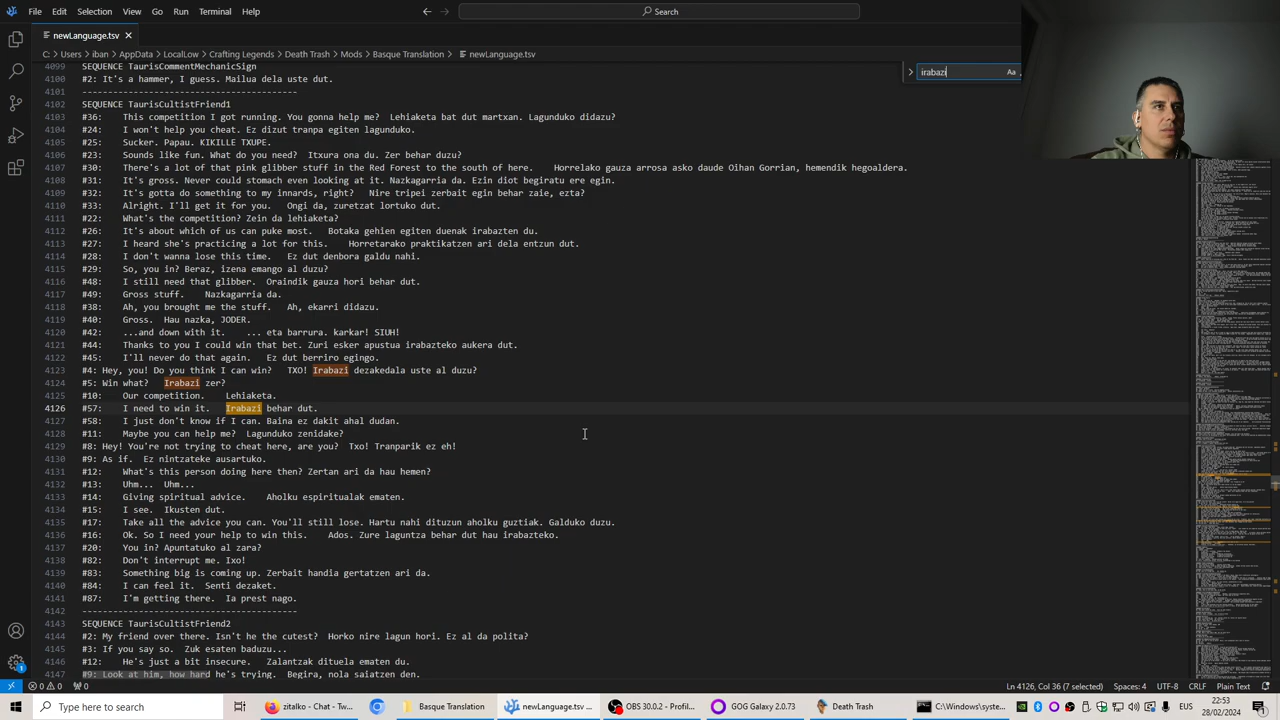 File Edit Selection View Go Run Terminal Help
Search
newLanguage.tsv
C: > Users > iban > AppData > LocalLow > Crafting Legends > Death Trash > Mods > Basque Translation > newLanguage.tsv
irabazi
Aa
4099 SEQUENCE TaurisCommentMechanicSign
4100 #2: It's a hammer, I guess. Mailua dela uste dut.
4101 ----------------------------------------
4102 SEQUENCE TaurisCultistFriend1
4103 #36: This competition I got running. You gonna help me? Lehiaketa bat dut martxan. Lagunduko didazu?
4104 #24: I won't help you cheat. Ez dizut tranpa egiten lagunduko.
4105 #25: Sucker. Papau. KIKILLE TXUPE.
4106 #23: Sounds like fun. What do you need? Itxura ona du. Zer behar duzu?
4107 #30: There's a lot of that pink glibber stuff in the Red Forest to the south of here. Horrelako gauza arrosa asko daude Oihan Gorrian, hemendik hegoaldera.
4108 #31: It's gross. Never could stomach even looking at it. Nazkagarria da. Ezin diot begiratu ere egin.
4109 #32: It's gotta do something to my innards, right? Nire tripei zerbait egin behar zaie, ezta?
4110 #33: Alright. I'll get it for you. Ongi da, zuretzat hartuko dut.
4111 #22: What's the competition? Zein da lehiaketa?
4112 #26: It's about which of us can puke most. Botaka gehien egiten duenak irabazten du.
4113 #27: I heard she's practicing a lot for this. Honetarako praktikatzen ari dela entzun dut.
4114 #28: I don't wanna lose this time. Ez dut denbora galdu nahi.
4115 #29: So, you in? Beraz, izena emango al duzu?
4116 #48: I still need that glibber. Oraindik gauza hori behar dut.
4117 #49: Gross stuff. Nazkagarria da.
4118 #38: Ah, you brought me the stuff. Ah, ekarri didazu.
4119 #40: Gross. Hau nazka, JODER.
4120 #42: ...and down with it. ... eta barrura. karkar! SIUH!
4121 #44: Thanks to you I could win that bet. Zuri esker apustua irabazteko aukera dut.
4122 #45: I'll never do that again. Ez dut berriro egingo.
4123 #4: Hey, you! Do you think I can win? TXO! Irabazi dezakedala uste al duzu?
4124 #5: Win what? Irabazi zer?
4125 #10: Our competition. Lehiaketa.
4126 #57: I need to win it. Irabazi behar dut.
4127 #58: I just don't know if I can. Baina ez dakit ahal dudan.
4128 #11: Maybe you can help me? Lagunduko zenidake?
4129 #8: Hey! You're not trying to cheat here, are you? Txo! Tranparik ez eh!
4130 #9: As if. Ez nintzateke ausartuko.
4131 #12: What's this person doing here then? Zertan ari da hau hemen?
4132 #13: Uhm... Uhm...
4133 #14: Giving spiritual advice. Aholku espirituala ematen.
4134 #15: I see. Ikusten dut.
4135 #17: Take all the advice you can. You'll still lose. Hartu nahi dituzun aholku guztiak. Galduko duzu.
4136 #16: Ok. So I need your help to win this. Ados. Zure laguntza behar dut hau irabazteko.
4137 #20: You in? Apuntatuko al zara?
4138 #82: Don't interrupt me. Ixo!
4139 #83: Something big is coming up. Zerbait handia gertatzen ari da.
4140 #84: I can feel it. Senti dezaket.
4141 #87: I'm getting there. Ia prest nago.
4142 ----------------------------------------
4143 SEQUENCE TaurisCultistFriend2
4144 #2: My friend over there. Isn't he the cutest? Hango nire lagun hori. Ez al da polita?
4145 #3: If you say so. Zuk esaten baduzu...
4146 #12: He's just a bit insecure. Zalantzak dituela ematen du.
4147 #9: Look at him, how hard he's trying. Begira, nola saiatzen den.
0 0 0
Ln 4126, Col 36 (7 selected) Spaces: 4 UTF-8 CRLF Plain Text
Type here to search
zitalko - Chat - Tw...
Basque Translation
newLanguage.tsv ...
OBS 30.0.2 - Profil...
GOG Galaxy 2.0.73
Death Trash
C:\Windows\syste...
EUS
22:53
28/02/2024